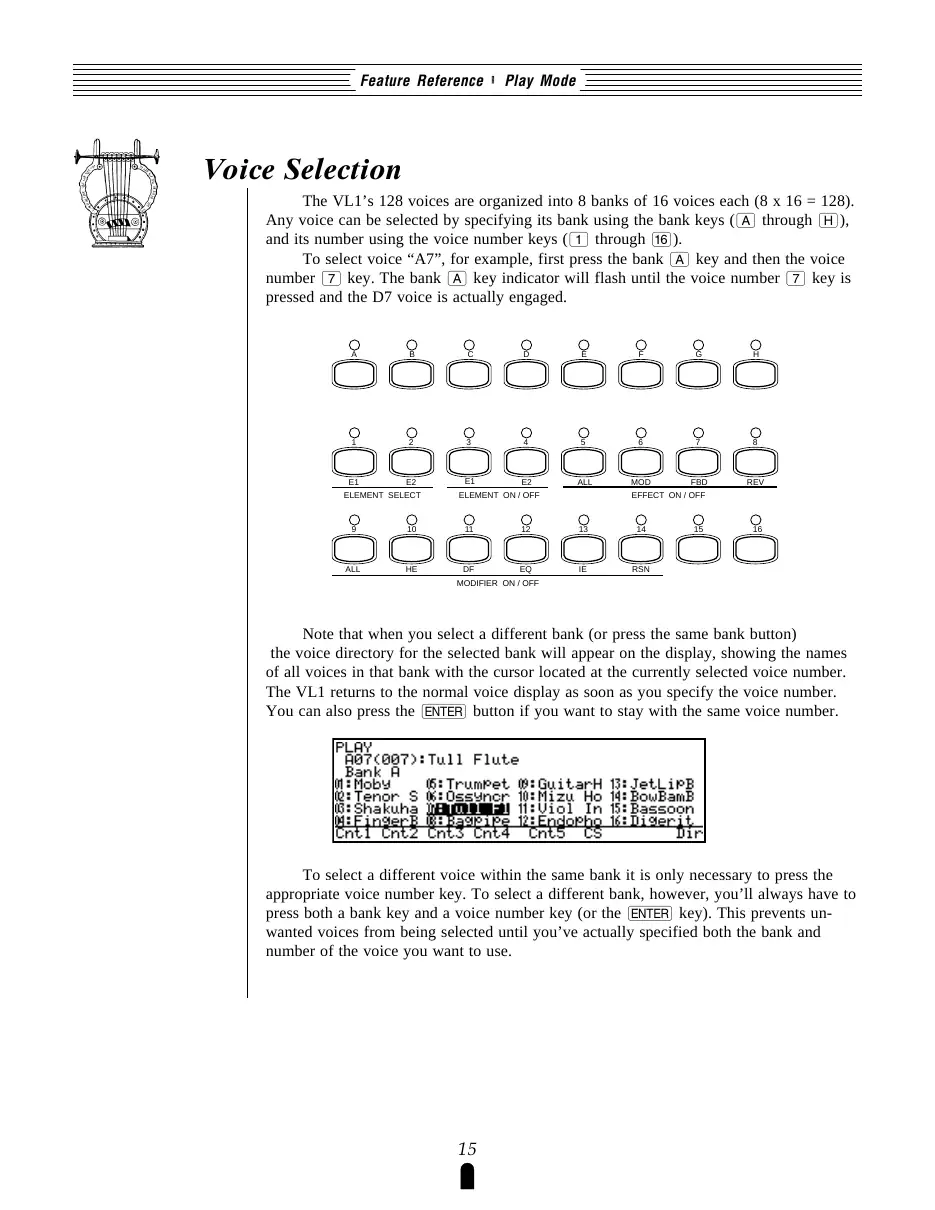 Feature Reference Play Mode
Voice Selection
The VL1’s 128 voices are organized into 8 banks of 16 voices each (8 x 16 = 128).
Any voice can be selected by specifying its bank using the bank keys (A through H),
and its number using the voice number keys (1 through 16).
To select voice “A7”, for example, first press the bank A key and then the voice
number 7 key. The bank A key indicator will flash until the voice number 7 key is
pressed and the D7 voice is actually engaged.
A B C D E F G H
1 2 3 4 5 6 7 8
E1 E2 E1 E2 ALL MOD FBD REV
ELEMENT SELECT ELEMENT ON / OFF EFFECT ON / OFF
9 10 11 12 13 14 15 16
ALL HE DF EQ IE RSN
MODIFIER ON / OFF
Note that when you select a different bank (or press the same bank button)
the voice directory for the selected bank will appear on the display, showing the names
of all voices in that bank with the cursor located at the currently selected voice number.
The VL1 returns to the normal voice display as soon as you specify the voice number.
You can also press the ENTER button if you want to stay with the same voice number.
PLAY
A07(007):Tull Flute
Bank A
01:Moby 05:Trumpet 09:GuitarH 13:JetLipB
02:Tenor S 06:Ossyncr 10:Mizu Ho 14:BowBamB
03:Shakuha 07:Tull Fl 11:Viol In 15:Bassoon
04:FingerB 08:Bagpipe 12:Endopho 16:Digerit
Cnt1 Cnt2 Cnt3 Cnt4 Cnt5 CS Dir
To select a different voice within the same bank it is only necessary to press the
appropriate voice number key. To select a different bank, however, you’ll always have to
press both a bank key and a voice number key (or the ENTER key). This prevents un-
wanted voices from being selected until you’ve actually specified both the bank and
number of the voice you want to use.
15